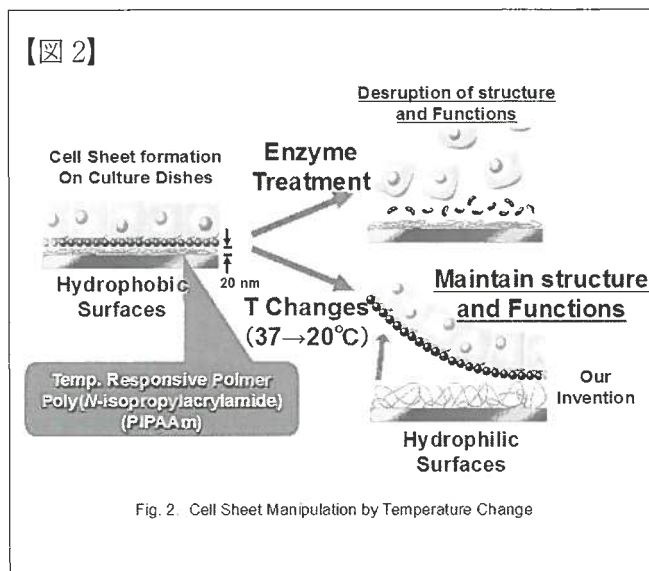 【図2】
Desruption of structure
and Functions
Cell Sheet formation
On Culture Dishes
Enzyme
Treatment
20 nm
Hydrophobic
Surfaces
T Changes
(37→20℃)
Maintain structure
and Functions
Temp. Responsive Polmer
Poly(N-isopropylacrylamide)
(PIPAAm)
Our
Invention
Hydrophilic
Surfaces
Fig. 2. Cell Sheet Manipulation by Temperature Change